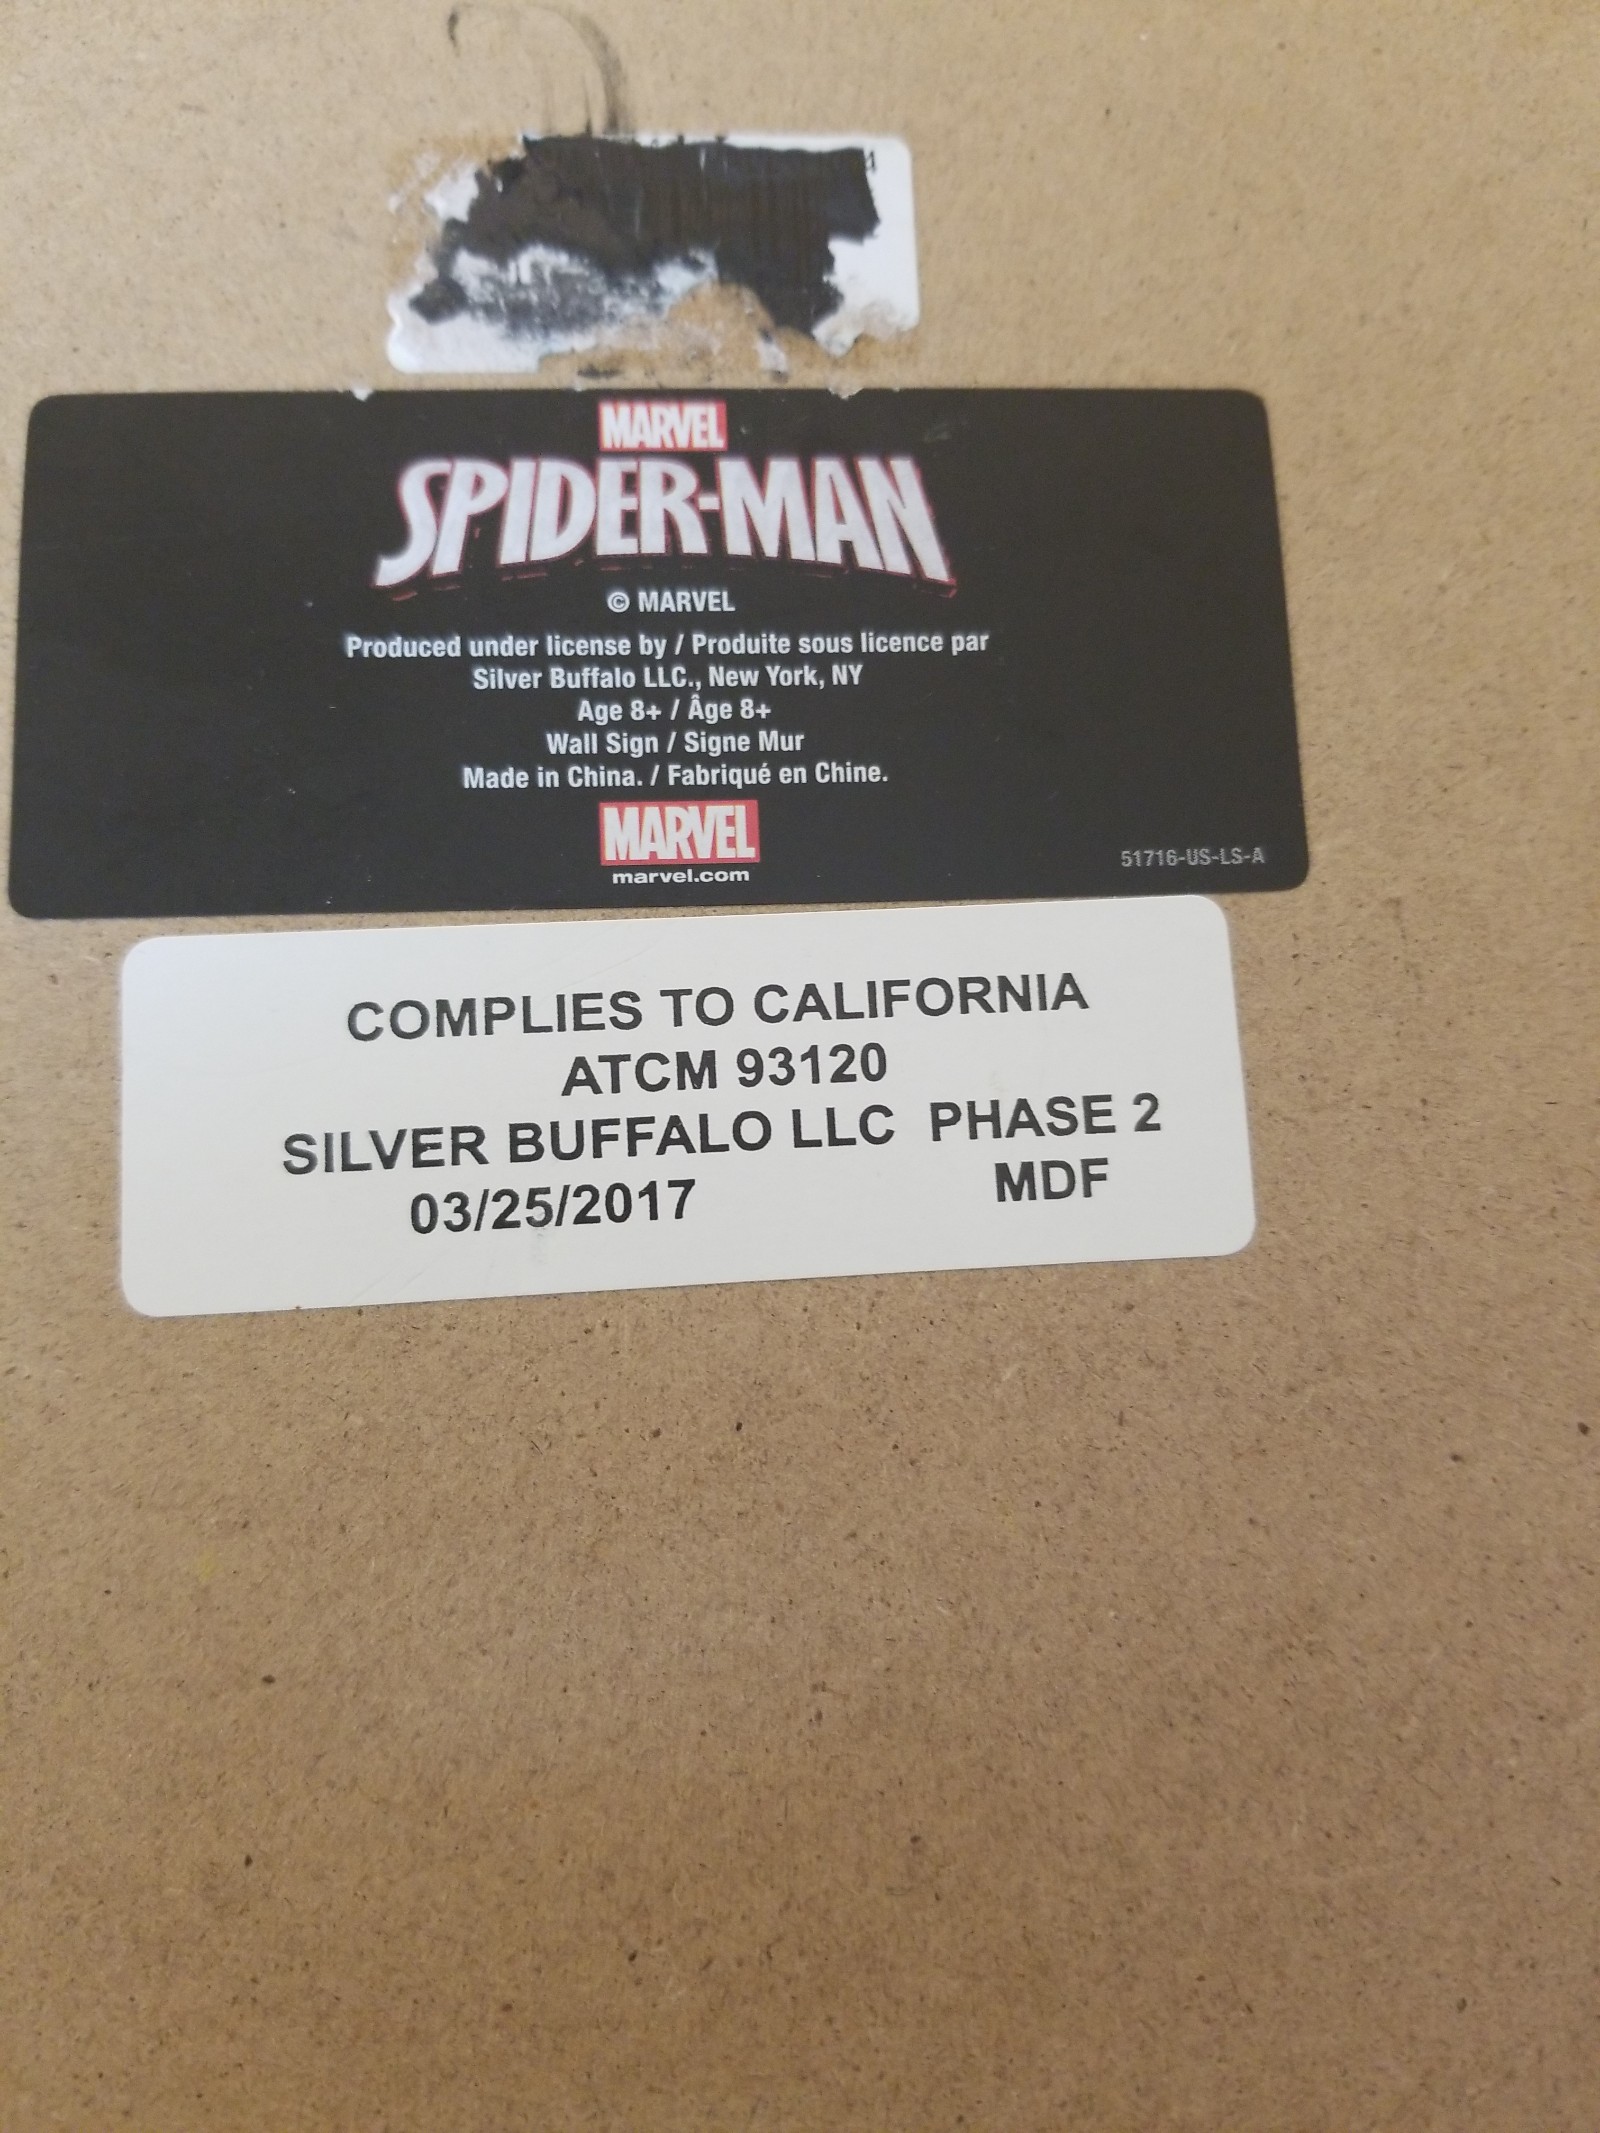 4
MARVEL
SPIDER-MAN
© MARVEL
Produced under license by / Produite sous licence par
Silver Buffalo LLC., New York, NY
Age 8+ / Âge 8+
Wall Sign / Signe Mur
Made in China. / Fabriqué en Chine.
MARVEL
marvel.com
51716-US-LS-A
COMPLIES TO CALIFORNIA
ATCM 93120
SILVER BUFFALO LLC PHASE 2
03/25/2017 MDF